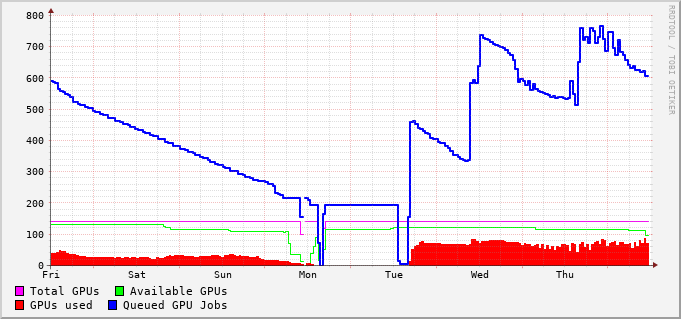 800
700
600
500
400
300
200
100
0
Fri Sat Sun Mon Tue Wed Thu
Total GPUs Available GPUs
GPUs used Queued GPU Jobs
RRDTOOL / TOBI OETIKER